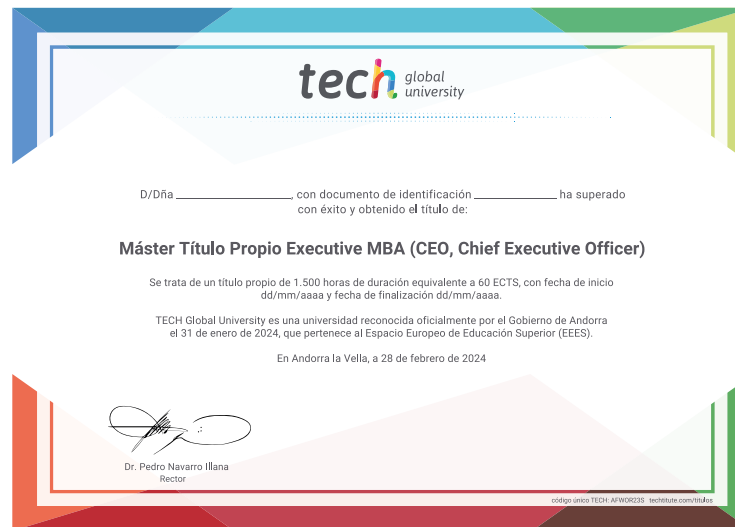 tech global university
D/Dña ____________, con documento de identificación ____________ ha superado
con éxito y obtenido el título de:
Máster Título Propio Executive MBA (CEO, Chief Executive Officer)
Se trata de un título propio de 1.500 horas de duración equivalente a 60 ECTS, con fecha de inicio
dd/mm/aaaa y fecha de finalización dd/mm/aaaa.
TECH Global University es una universidad reconocida oficialmente por el Gobierno de Andorra
el 31 de enero de 2024, que pertenece al Espacio Europeo de Educación Superior (EEES).
En Andorra la Vella, a 28 de febrero de 2024
Dr. Pedro Navarro Illana
Rector
código único TECH: AFWOR23S techtitute.com/titulos